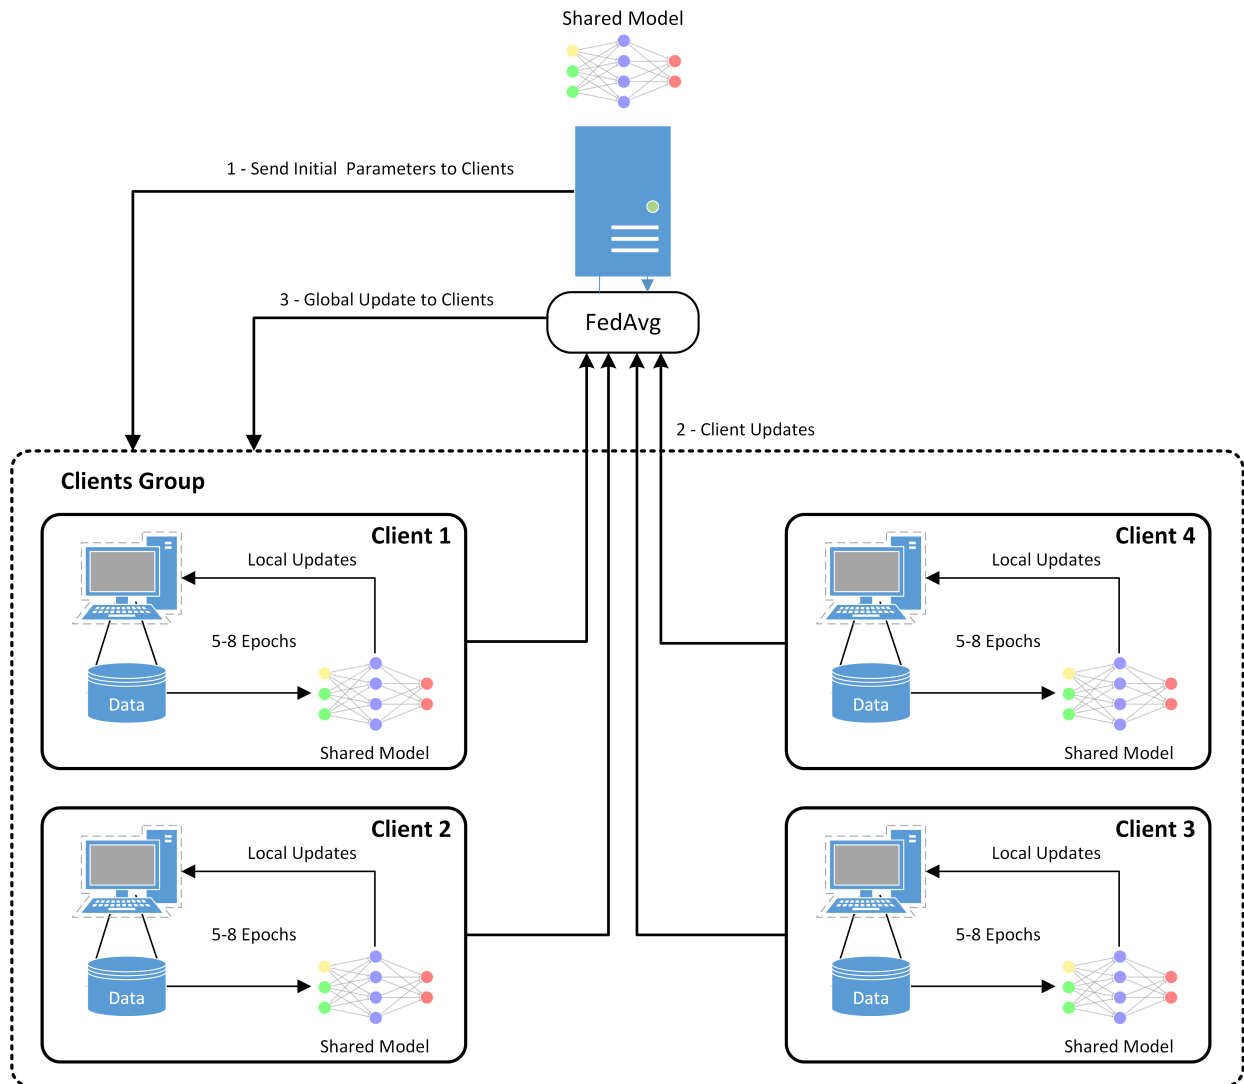 Shared Model
1 - Send Initial  Parameters to Clients
3 - Global Update to Clients
FedAvg
2 - Client Updates
Clients Group
Client 1
Local Updates
5-8 Epochs
Data
Shared Model
Client 4
Local Updates
5-8 Epochs
Data
Shared Model
Client 2
Local Updates
5-8 Epochs
Data
Shared Model
Client 3
Local Updates
5-8 Epochs
Data
Shared Model